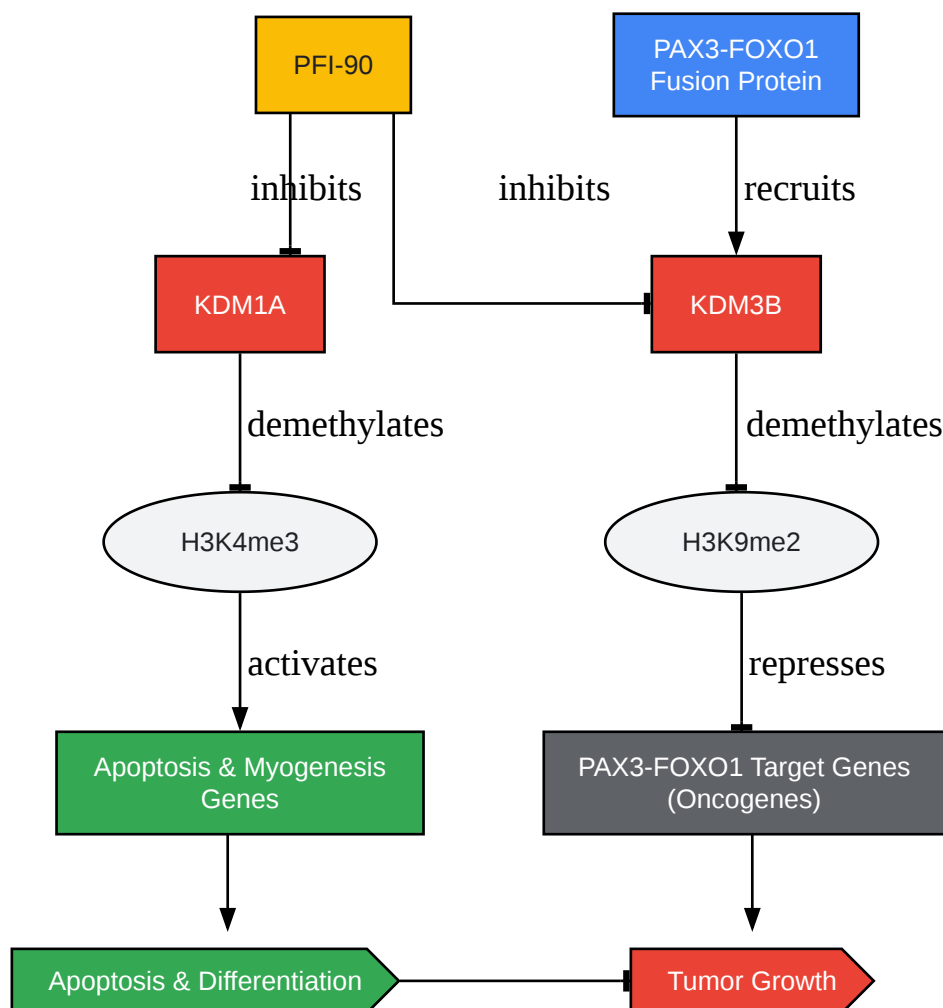 PFI-90
PAX3-FOXO1
Fusion Protein
inhibits
inhibits
recruits
KDM1A
KDM3B
demethylates
demethylates
H3K4me3
H3K9me2
activates
represses
Apoptosis & Myogenesis
Genes
PAX3-FOXO1 Target Genes
(Oncogenes)
Apoptosis & Differentiation
Tumor Growth